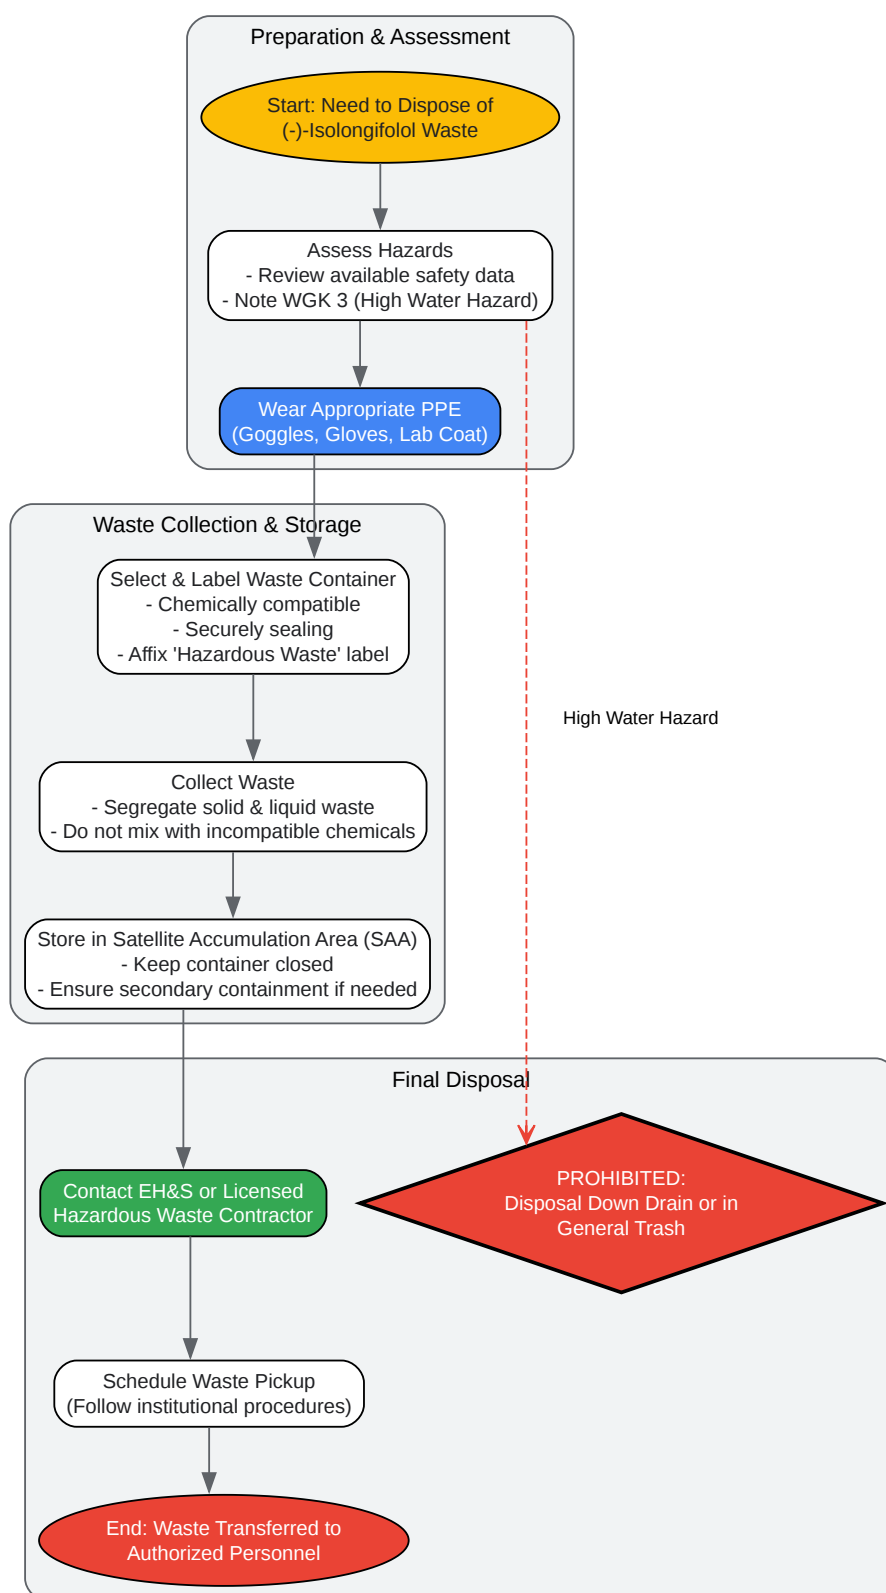 Preparation & Assessment
Start: Need to Dispose of
(-)-Isolongifolol Waste
Assess Hazards
- Review available safety data
- Note WGK 3 (High Water Hazard)
Wear Appropriate PPE
(Goggles, Gloves, Lab Coat)
Waste Collection & Storage
Select & Label Waste Container
- Chemically compatible
- Securely sealing
- Affix 'Hazardous Waste' label
High Water Hazard
Collect Waste
- Segregate solid & liquid waste
- Do not mix with incompatible chemicals
Store in Satellite Accumulation Area (SAA)
- Keep container closed
- Ensure secondary containment if needed
Final Disposal
Contact EH&S or Licensed
Hazardous Waste Contractor
PROHIBITED:
Disposal Down Drain or in
General Trash
Schedule Waste Pickup
(Follow institutional procedures)
End: Waste Transferred to
Authorized Personnel